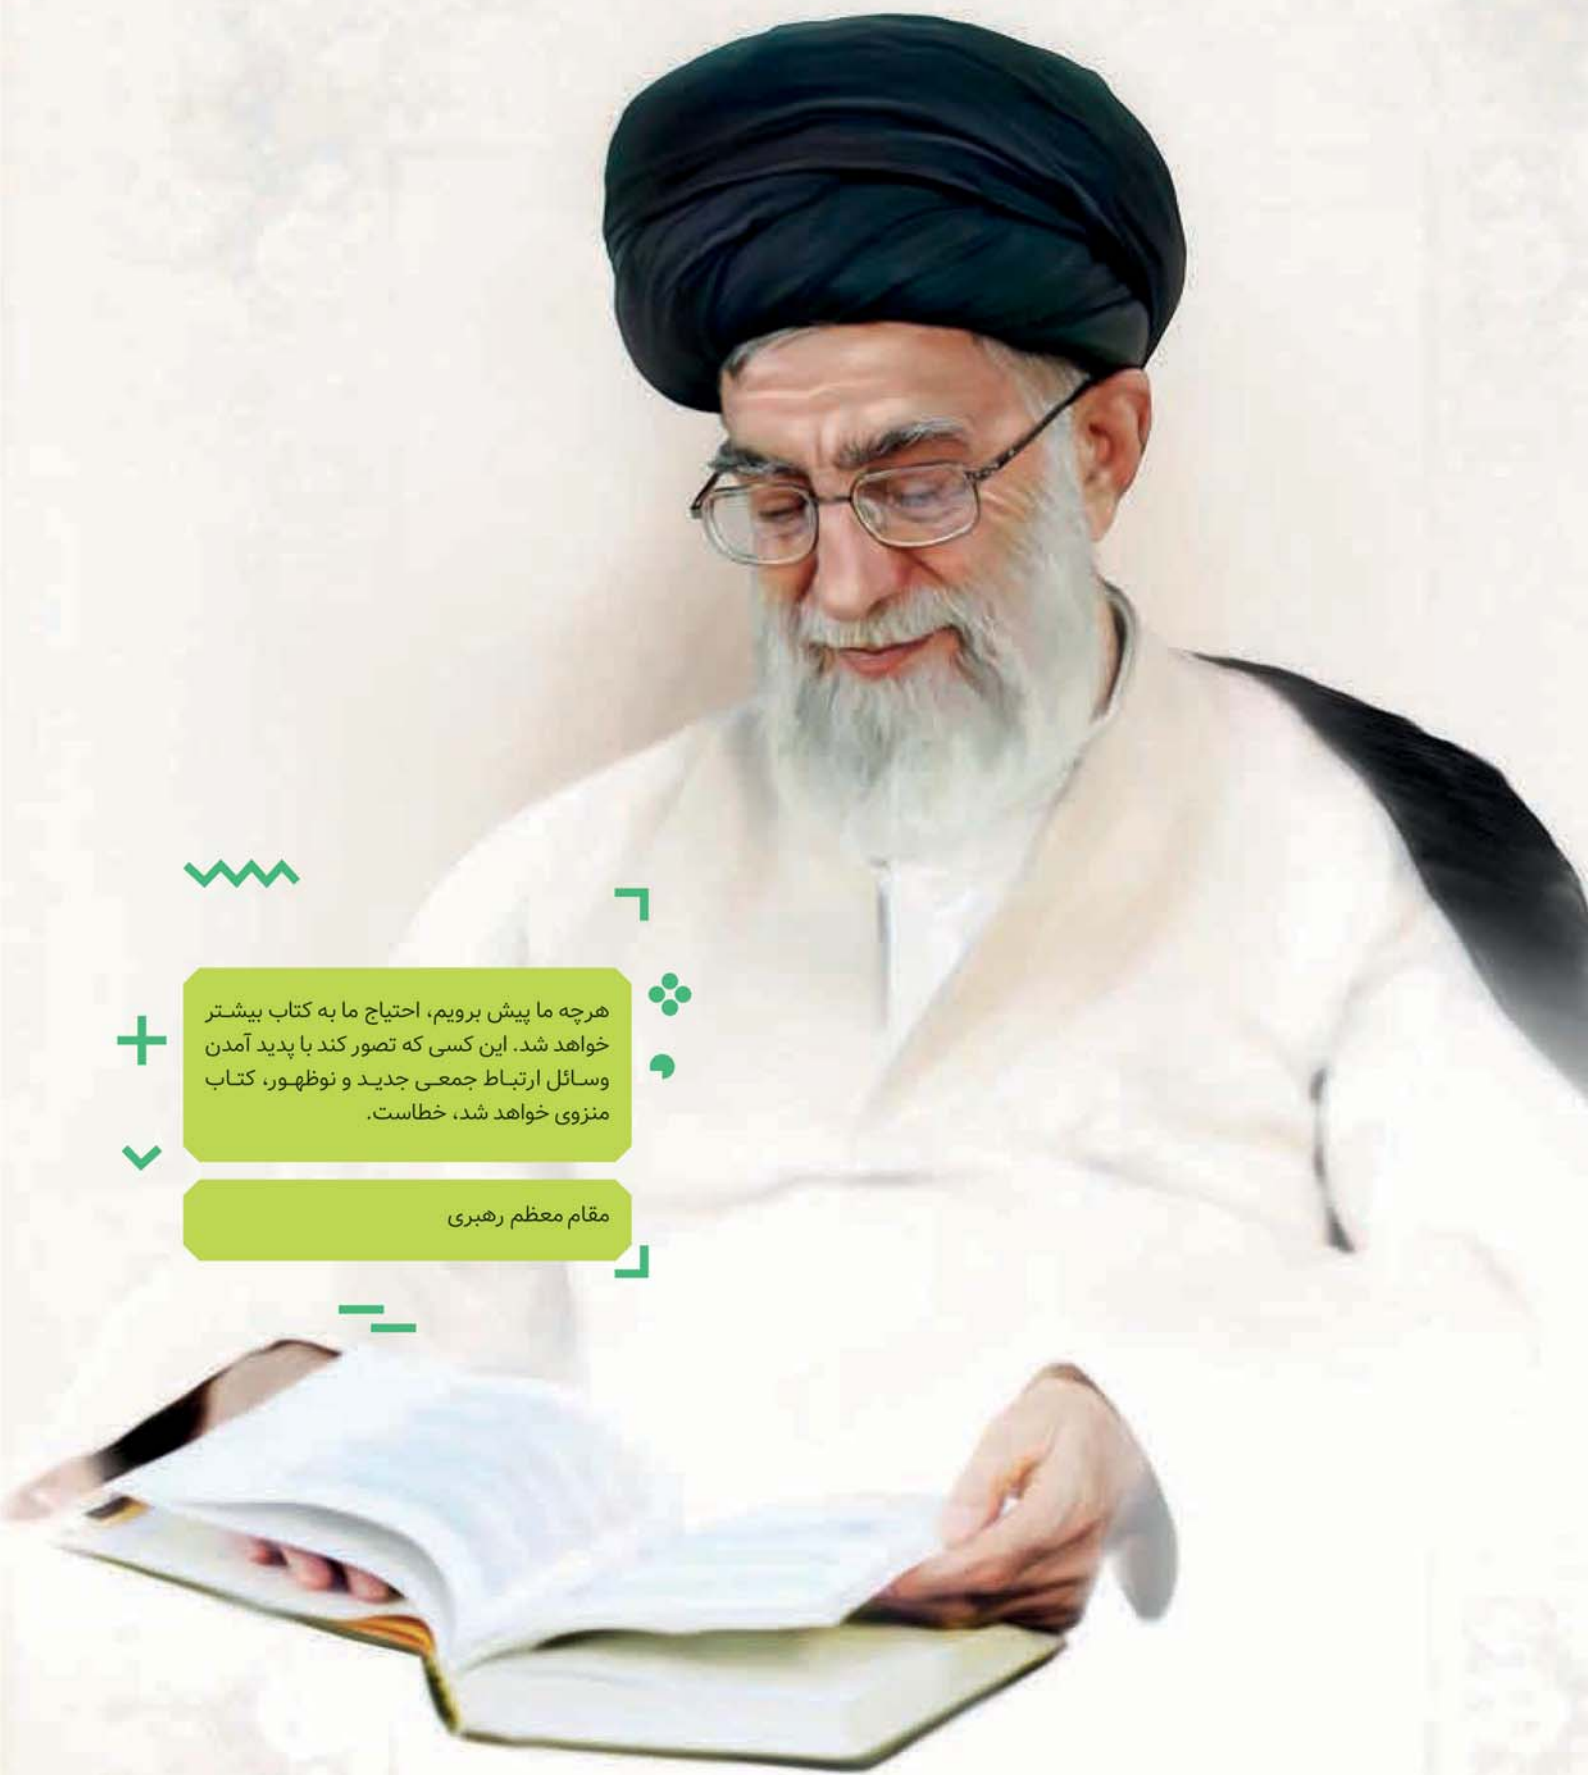 هرچه ما پیش برویم، احتیاج ما به کتاب بیشتر
خواهد شد. این کسی که تصور کند با پدید آمدن
وسائل ارتباط جمعی جدید و نوظهور، کتاب
منزوی خواهد شد، خطاست.
مقام معظم رهبری